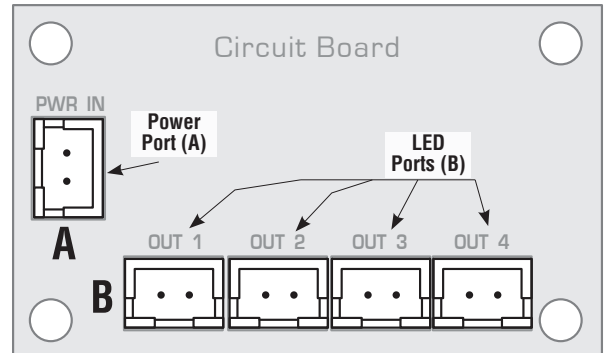 Circuit Board
PWR IN
Power
Port (A)
LED
Ports (B)
A
OUT 1
OUT 2
OUT 3
OUT 4
B